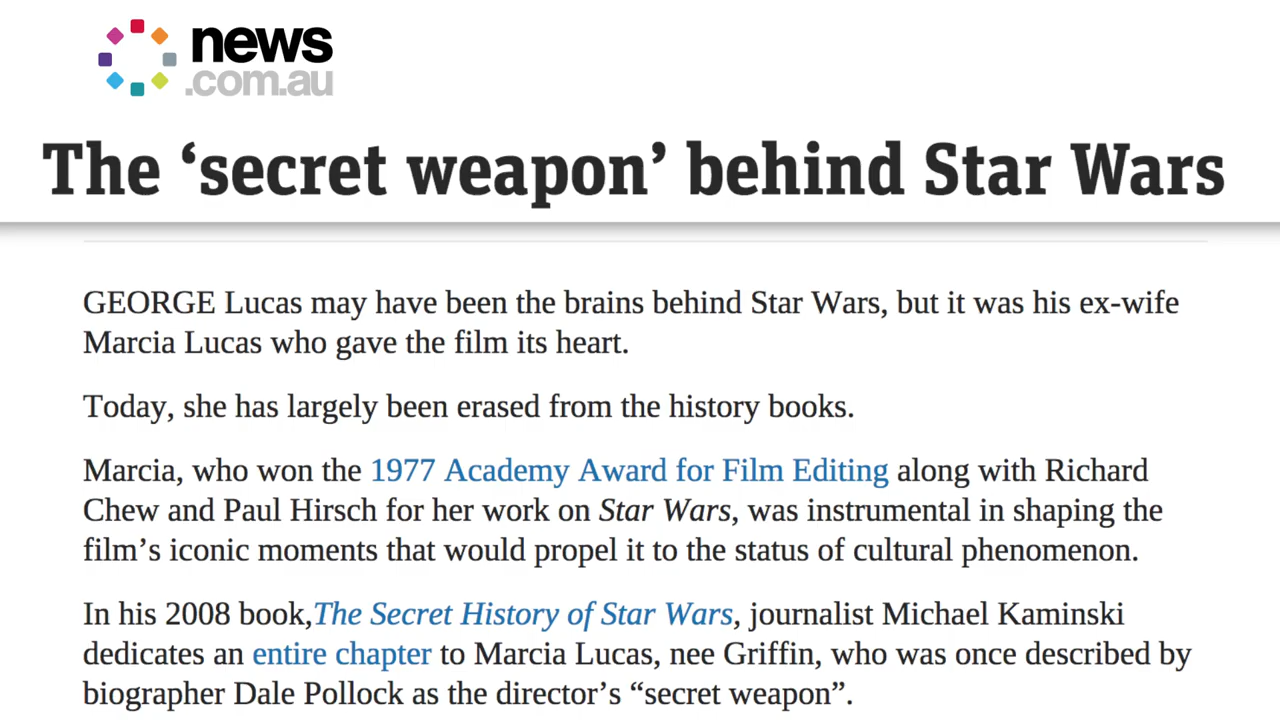 news
.com.au
The ‘secret weapon’ behind Star Wars
GEORGE Lucas may have been the brains behind Star Wars, but it was his ex-wife
Marcia Lucas who gave the film its heart.
Today, she has largely been erased from the history books.
Marcia, who won the 1977 Academy Award for Film Editing along with Richard
Chew and Paul Hirsch for her work on Star Wars, was instrumental in shaping the
film’s iconic moments that would propel it to the status of cultural phenomenon.
In his 2008 book,The Secret History of Star Wars, journalist Michael Kaminski
dedicates an entire chapter to Marcia Lucas, nee Griffin, who was once described by
biographer Dale Pollock as the director’s “secret weapon”.